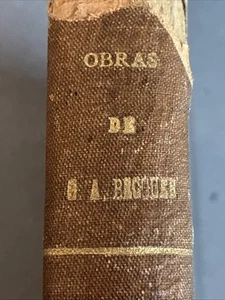 OBRAS
DE
G. A. BECQUER